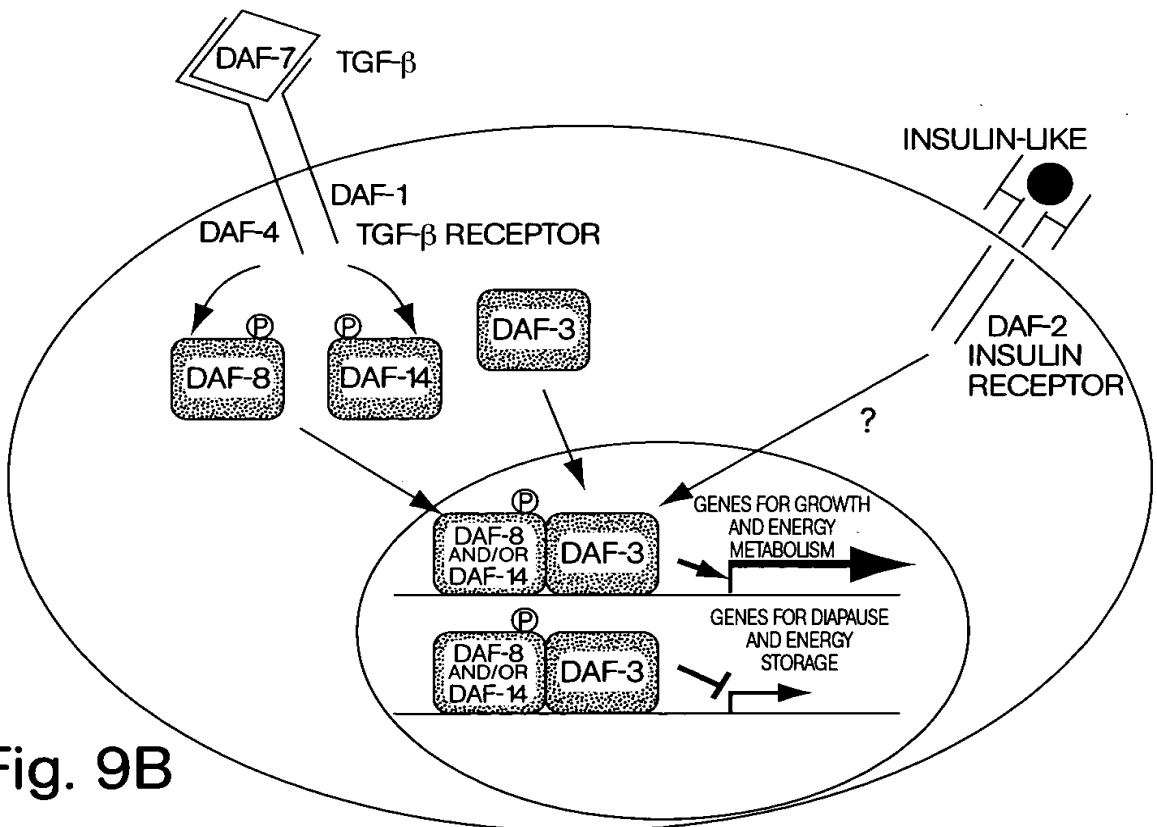 DAF-7
TGF-β
INSULIN-LIKE
DAF-1
DAF-4
TGF-β RECEPTOR
P
P
DAF-8
DAF-14
DAF-3
DAF-2
INSULIN
RECEPTOR
?
P
DAF-8
AND/OR
DAF-14
DAF-3
GENES FOR GROWTH
AND ENERGY
METABOLISM
P
DAF-8
AND/OR
DAF-14
DAF-3
GENES FOR DIAPAUSE
AND ENERGY
STORAGE
Fig. 9B